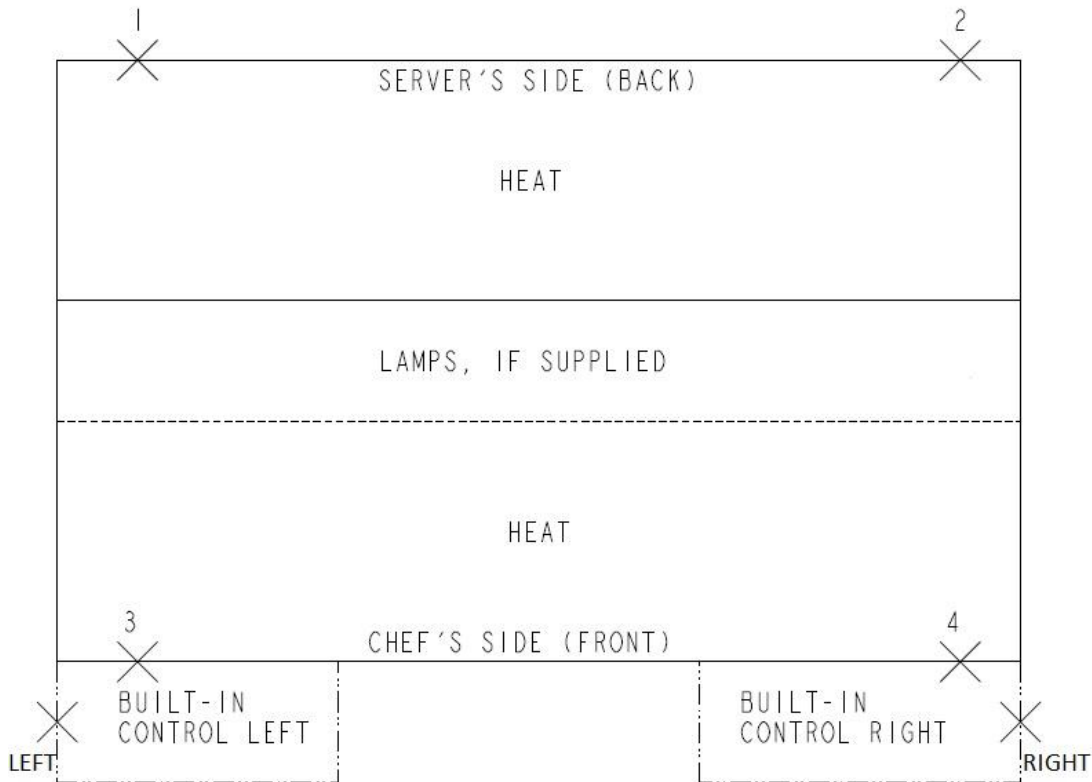 1
2
SERVER'S SIDE (BACK)
HEAT
LAMPS, IF SUPPLIED
HEAT
3
4
CHEF'S SIDE (FRONT)
BUILT-IN
CONTROL LEFT
BUILT-IN
CONTROL RIGHT
LEFT
RIGHT